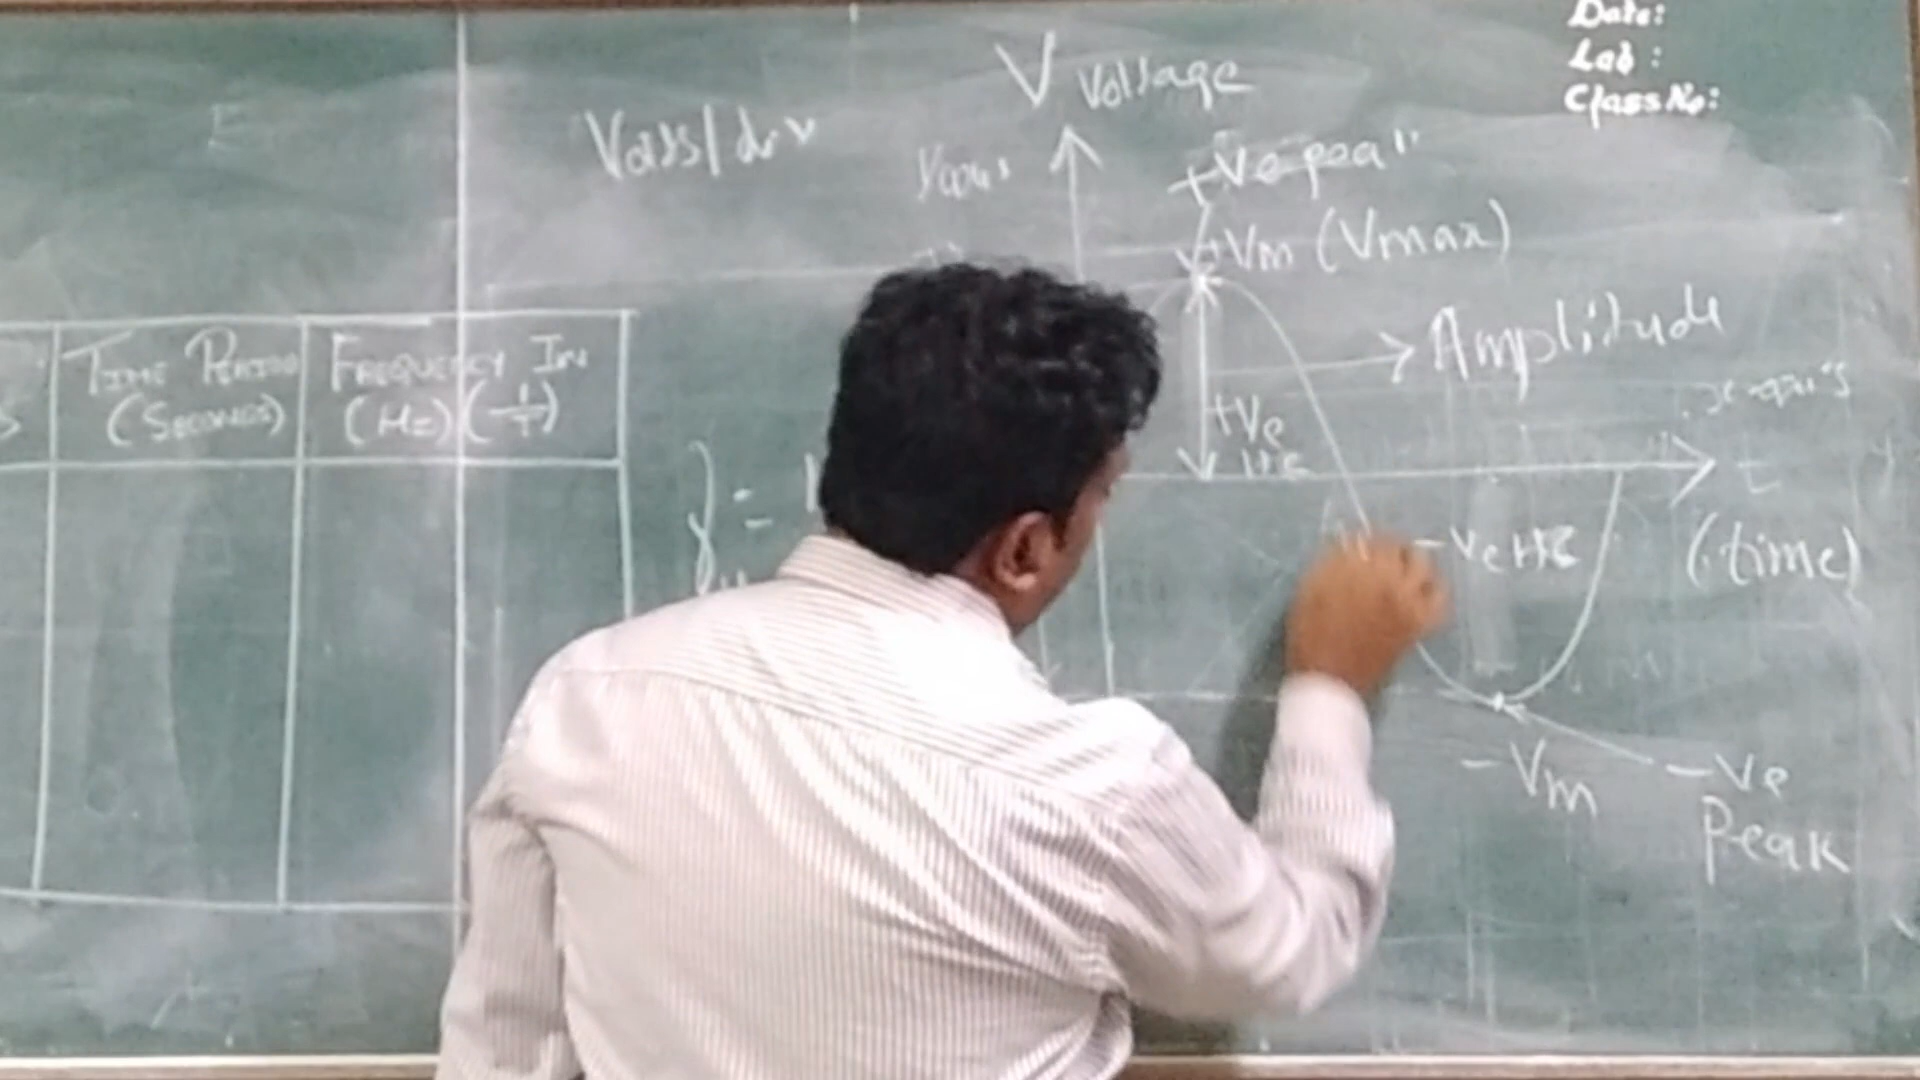 Date:
Lab :
Class No:
V Voltage
Volts/div
+Ve peak
+Vm (Vmax)
Amplitude
TIME PERIOD
(SECONDS)
FREQUENCY IN
(Hz) (1/T)
x-axis
+Ve
t
-Ve H.C
(time)
-Vm
-Ve
Peak